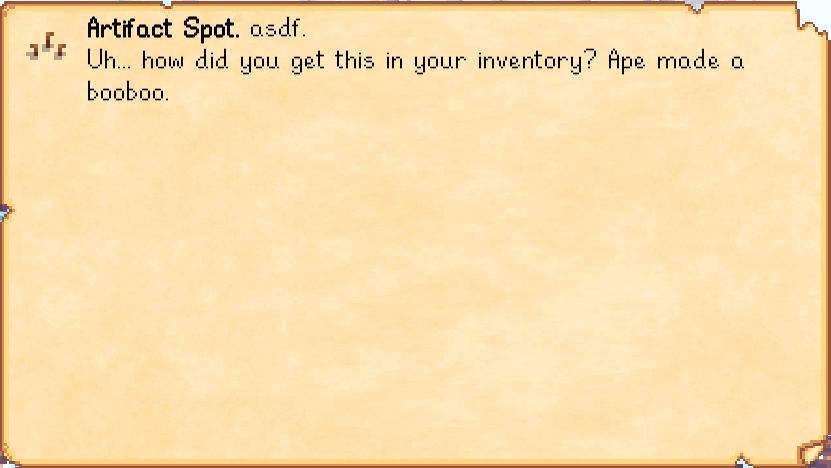 Artifact Spot. asdf.
Uh... how did you get this in your inventory? Ape made a
booboo.